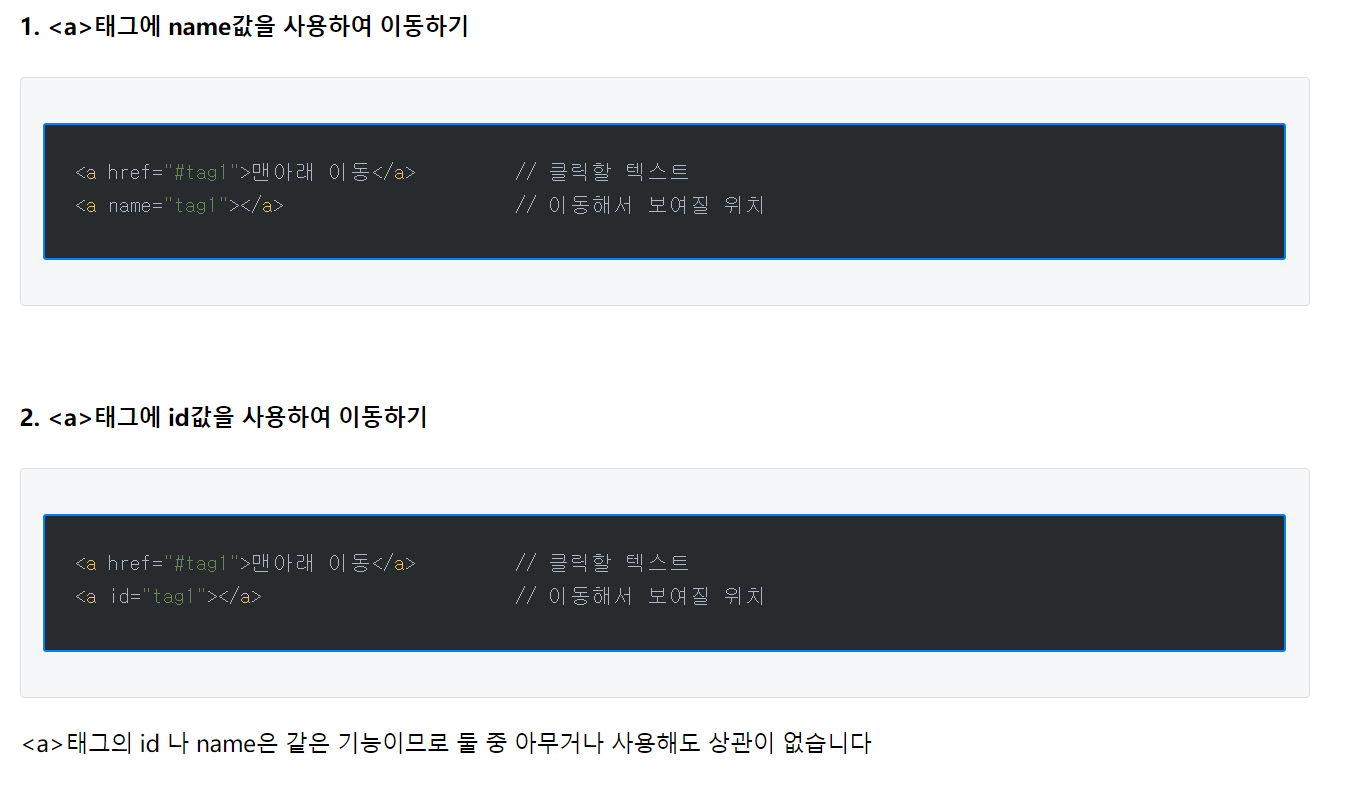 1. <a>태그에 name값을 사용하여 이동하기
<a href="#tag1">맨아래 이동</a> // 클릭할 텍스트
<a name="tag1"></a> // 이동해서 보여질 위치
2. <a>태그에 id값을 사용하여 이동하기
<a href="#tag1">맨아래 이동</a> // 클릭할 텍스트
<a id="tag1"></a> // 이동해서 보여질 위치
<a>태그의 id 나 name은 같은 기능이므로 둘 중 아무거나 사용해도 상관이 없습니다